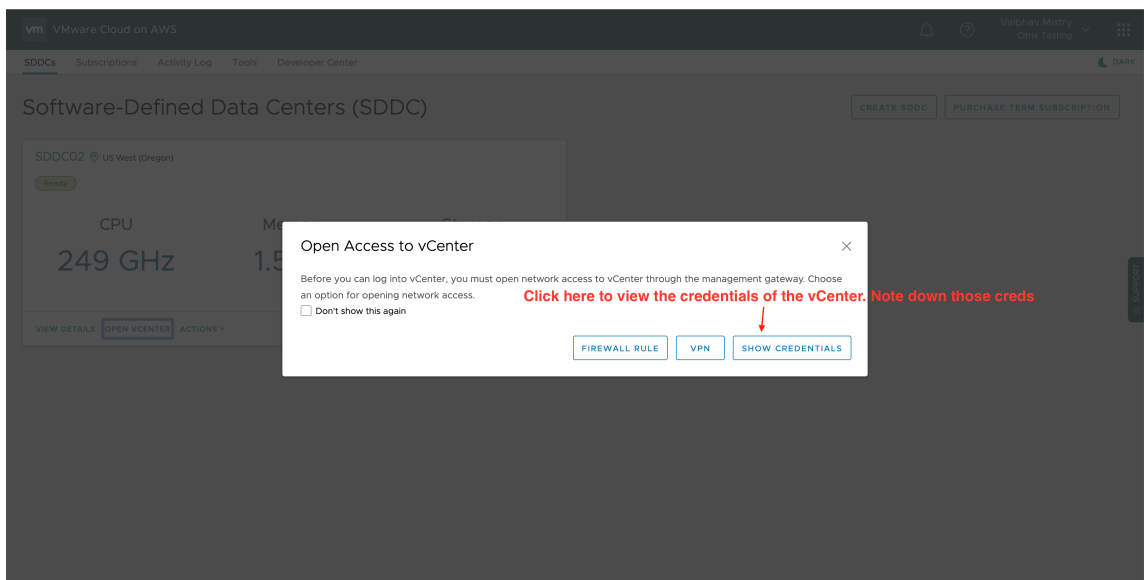 vm VMware Cloud on AWS
Vaibhav Mistry
Citrix Testing
SDDCs Subscriptions Activity Log Tools Developer Center
DARK
Software-Defined Data Centers (SDDC)
CREATE SDDC PURCHASE TERM SUBSCRIPTION
SDDC02 US West (Oregon)
Ready
CPU
249 GHz
1.5
Open Access to vCenter
Before you can log into vCenter, you must open network access to vCenter through the management gateway. Choose
an option for opening network access.
Click here to view the credentials of the vCenter. Note down those creds
Don't show this again
FIREWALL RULE VPN SHOW CREDENTIALS
VIEW DETAILS OPEN VCENTER ACTIONS
SUPPORT